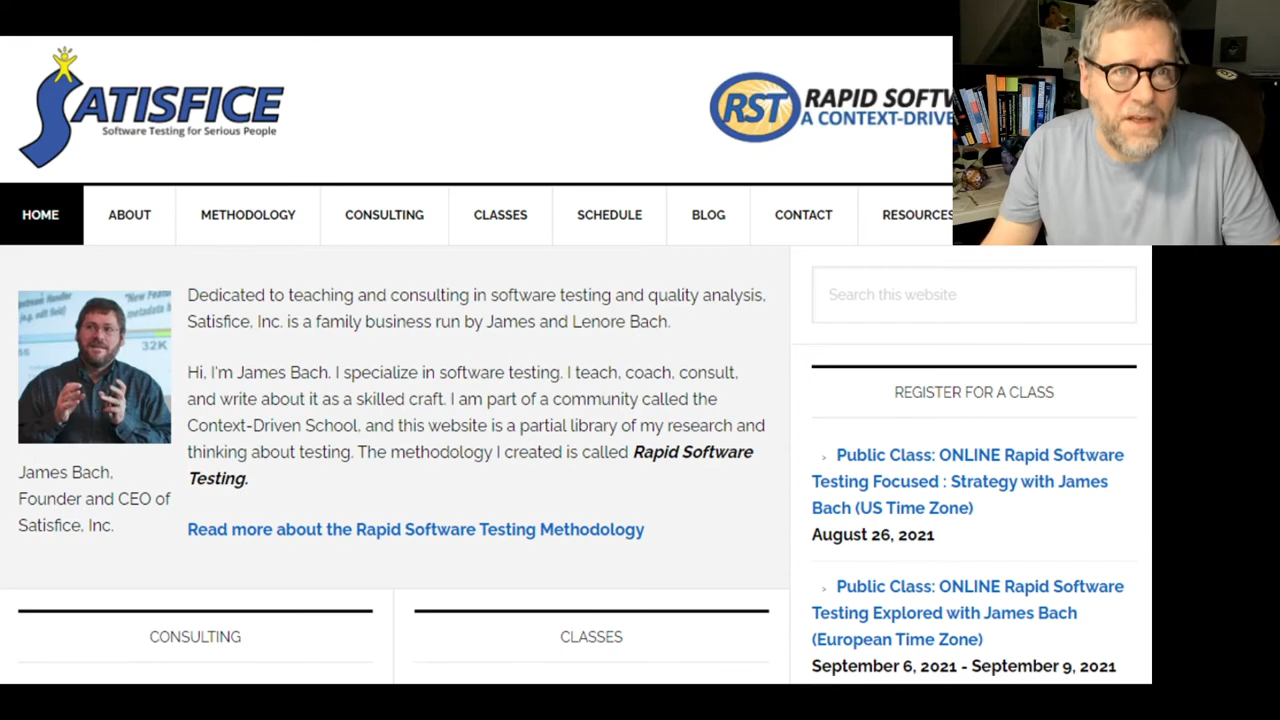 SATISFICE
Software Testing for Serious People
RST
RAPID SOFTW
A CONTEXT-DRIVE
HOME
ABOUT
METHODOLOGY
CONSULTING
CLASSES
SCHEDULE
BLOG
CONTACT
RESOURCES
"New Fea
metadata b
32K
James Bach,
Founder and CEO of
Satisfice, Inc.
Dedicated to teaching and consulting in software testing and quality analysis,
Satisfice, Inc. is a family business run by James and Lenore Bach.
Hi, I'm James Bach. I specialize in software testing. I teach, coach, consult,
and write about it as a skilled craft. I am part of a community called the
Context-Driven School, and this website is a partial library of my research and
thinking about testing. The methodology I created is called Rapid Software
Testing.
Read more about the Rapid Software Testing Methodology
CONSULTING
CLASSES
Search this website
REGISTER FOR A CLASS
Public Class: ONLINE Rapid Software
Testing Focused : Strategy with James
Bach (US Time Zone)
August 26, 2021
Public Class: ONLINE Rapid Software
Testing Explored with James Bach
(European Time Zone)
September 6, 2021 - September 9, 2021